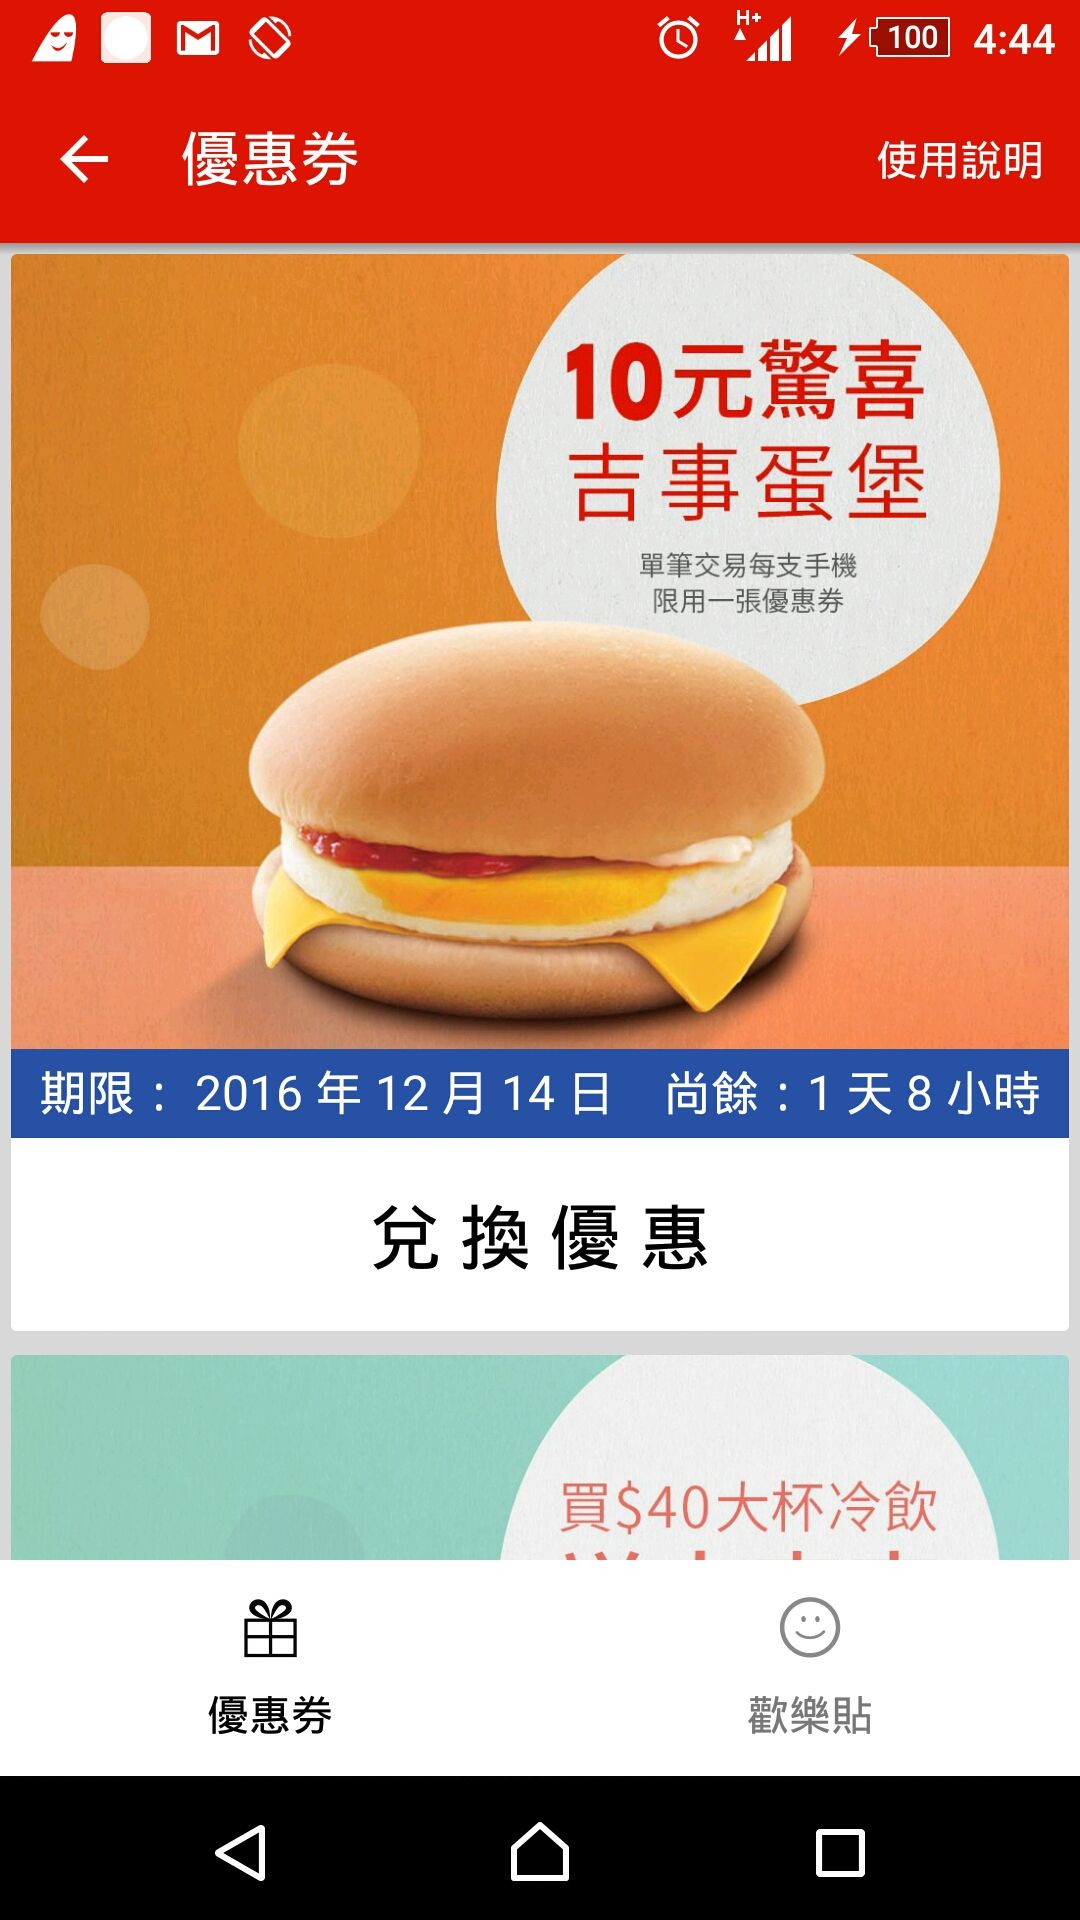 H+
100
4:44
優惠券
使用說明
10元驚喜
吉事蛋堡
單筆交易每支手機
限用一張優惠券
期限： 2016 年 12 月 14 日 尚餘：1 天 8 小時
兌換優惠
買$40大杯冷飲
優惠券
歡樂貼